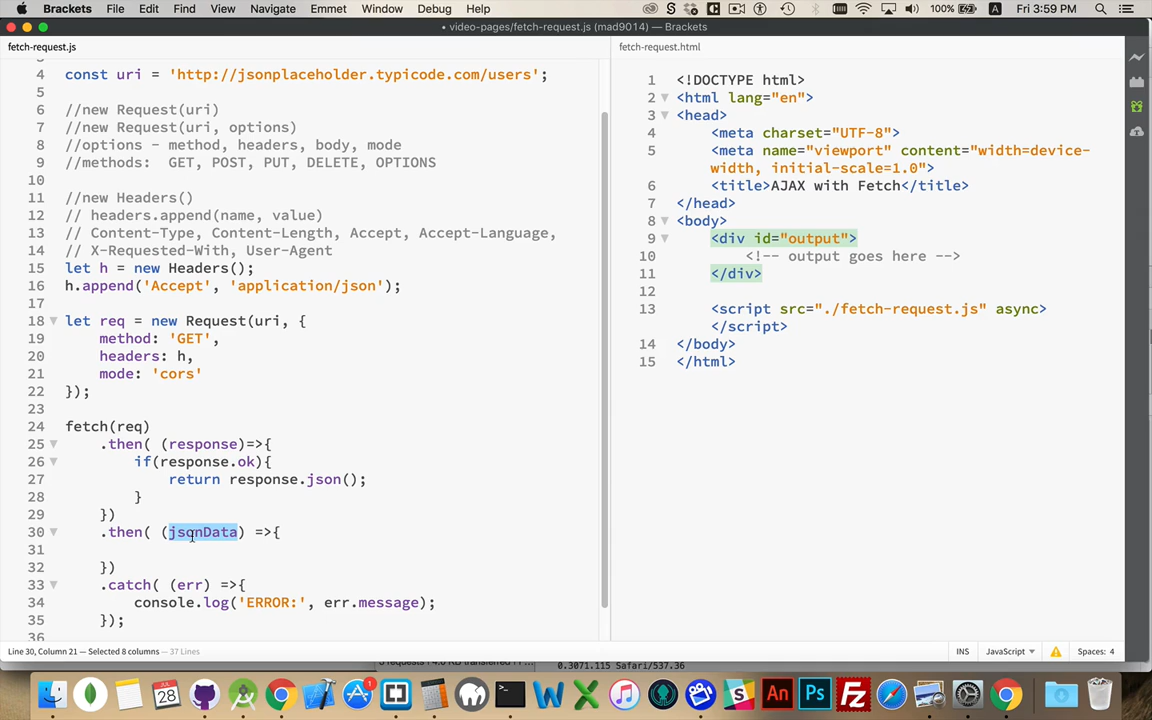 Brackets File Edit Find View Navigate Emmet Window Debug Help 100% Fri 3:59 PM
• video-pages/fetch-request.js (mad9014) — Brackets
fetch-request.js
4 const uri = 'http://jsonplaceholder.typicode.com/users';
5
6 //new Request(uri)
7 //new Request(uri, options)
8 //options - method, headers, body, mode
9 //methods:  GET, POST, PUT, DELETE, OPTIONS
10
11 //new Headers()
12 // headers.append(name, value)
13 // Content-Type, Content-Length, Accept, Accept-Language,
14 // X-Requested-With, User-Agent
15 let h = new Headers();
16 h.append('Accept', 'application/json');
17
18 let req = new Request(uri, {
19 method: 'GET',
20 headers: h,
21 mode: 'cors'
22 });
23
24 fetch(req)
25 .then( (response)=>{
26 if(response.ok){
27 return response.json();
28 }
29 })
30 .then( (jsonData) =>{
31
32 })
33 .catch( (err) =>{
34 console.log('ERROR:', err.message);
35 });
36
fetch-request.html
1 <!DOCTYPE html>
2 <html lang="en">
3 <head>
4 <meta charset="UTF-8">
5 <meta name="viewport" content="width=device-
width, initial-scale=1.0">
6 <title>AJAX with Fetch</title>
7 </head>
8 <body>
9 <div id="output">
10 <!-- output goes here -->
11 </div>
12
13 <script src="./fetch-request.js" async>
</script>
14 </body>
15 </html>
Line 30, Column 21 — Selected 8 columns — 37 Lines
INS JavaScript Spaces: 4
0.3071.115 Safari/537.36
JUL
28
1
An Ps Fz